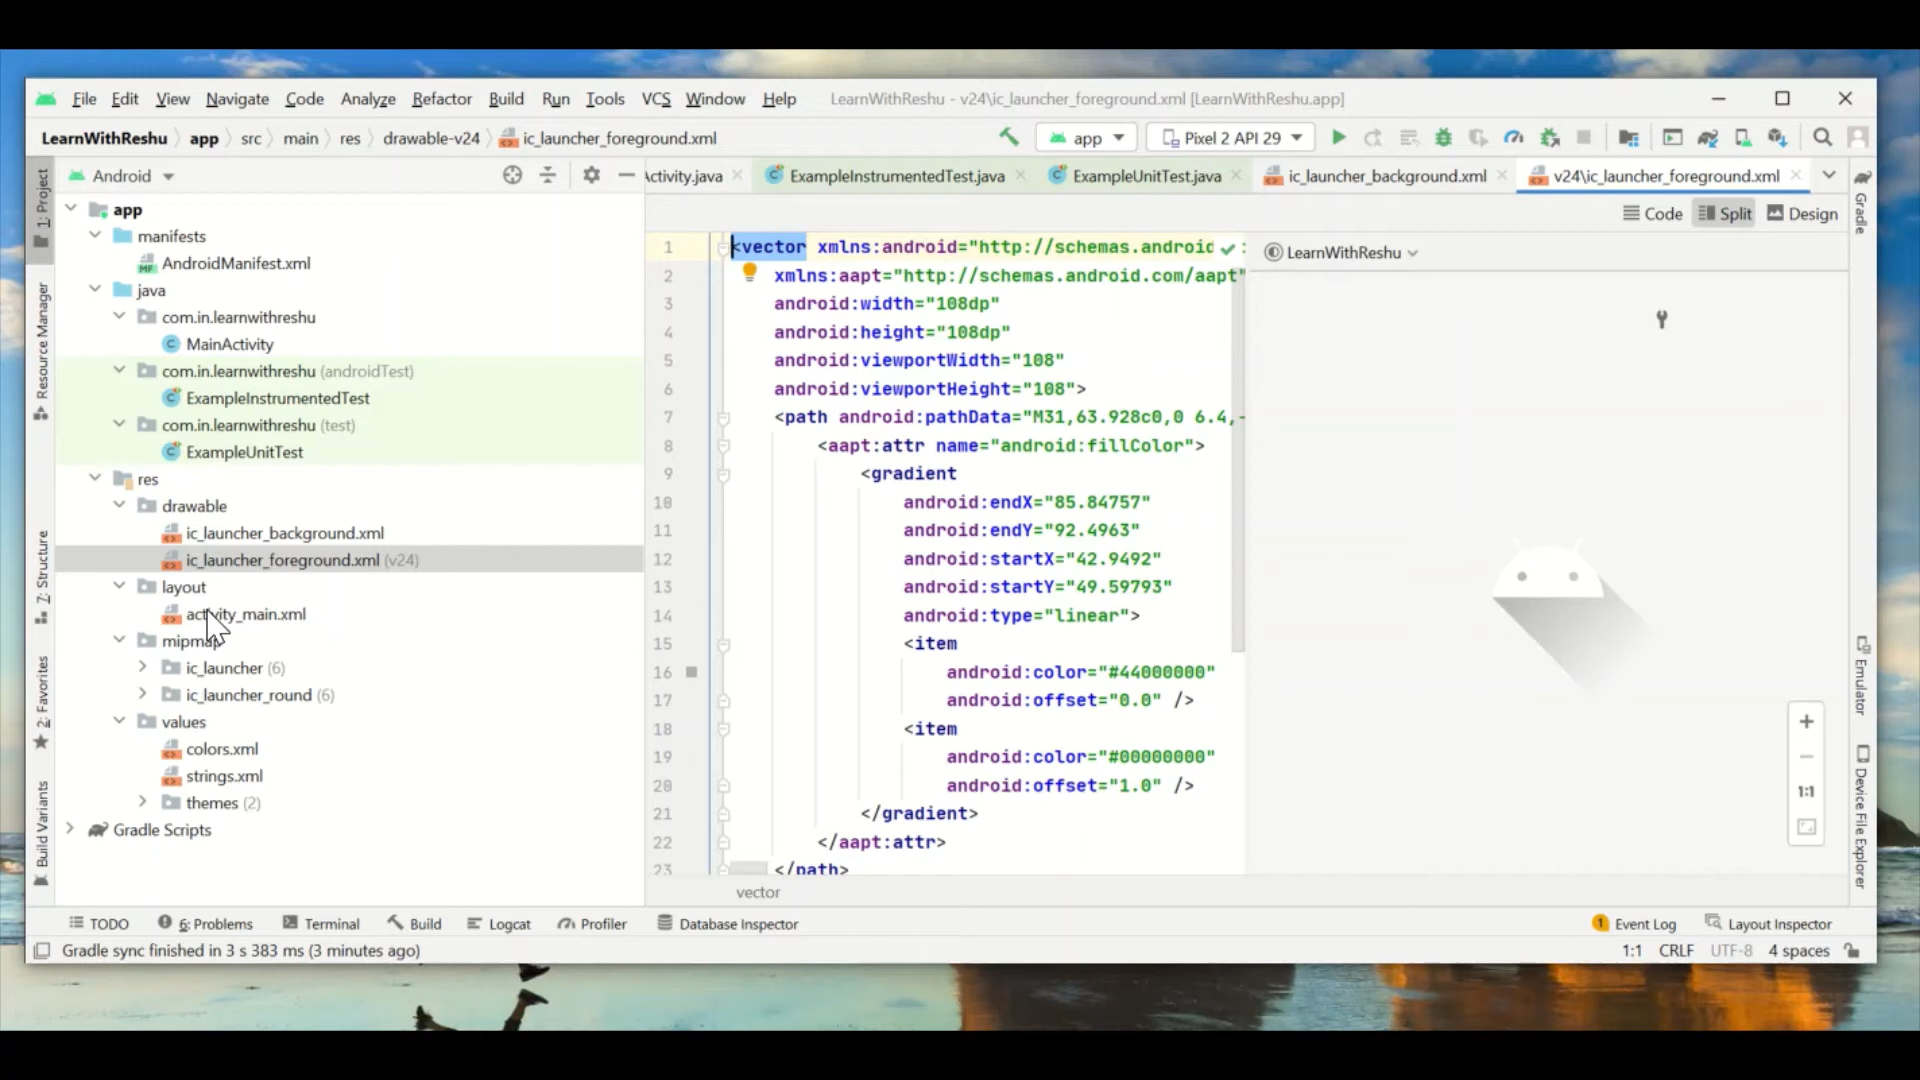 File Edit View Navigate Code Analyze Refactor Build Run Tools VCS Window Help LearnWithReshu - v24\ic_launcher_foreground.xml [LearnWithReshu.app]
LearnWithReshu app src main res drawable-v24 ic_launcher_foreground.xml app Pixel 2 API 29
Android
Activity.java ExampleInstrumentedTest.java ExampleUnitTest.java ic_launcher_background.xml v24\ic_launcher_foreground.xml
Code Split Design
LearnWithReshu
1: Project
Resource Manager
Z: Structure
2: Favorites
Build Variants
app
manifests
MF AndroidManifest.xml
java
com.in.learnwithreshu
C MainActivity
com.in.learnwithreshu (androidTest)
C ExampleInstrumentedTest
com.in.learnwithreshu (test)
C ExampleUnitTest
res
drawable
ic_launcher_background.xml
ic_launcher_foreground.xml (v24)
layout
activity_main.xml
mipmap
ic_launcher (6)
ic_launcher_round (6)
values
colors.xml
strings.xml
themes (2)
Gradle Scripts
1 <vector xmlns:android="http://schemas.android
2 xmlns:aapt="http://schemas.android.com/aapt"
3 android:width="108dp"
4 android:height="108dp"
5 android:viewportWidth="108"
6 android:viewportHeight="108">
7 <path android:pathData="M31,63.928c0,0 6.4,-
8 <aapt:attr name="android:fillColor">
9 <gradient
10 android:endX="85.84757"
11 android:endY="92.4963"
12 android:startX="42.9492"
13 android:startY="49.59793"
14 android:type="linear">
15 <item
16 android:color="#44000000"
17 android:offset="0.0" />
18 <item
19 android:color="#00000000"
20 android:offset="1.0" />
21 </gradient>
22 </aapt:attr>
23 </path>
vector
1:1
Gradle
Emulator
Device File Explorer
TODO 6: Problems Terminal Build Logcat Profiler Database Inspector 1 Event Log Layout Inspector
Gradle sync finished in 3 s 383 ms (3 minutes ago) 1:1 CRLF UTF-8 4 spaces